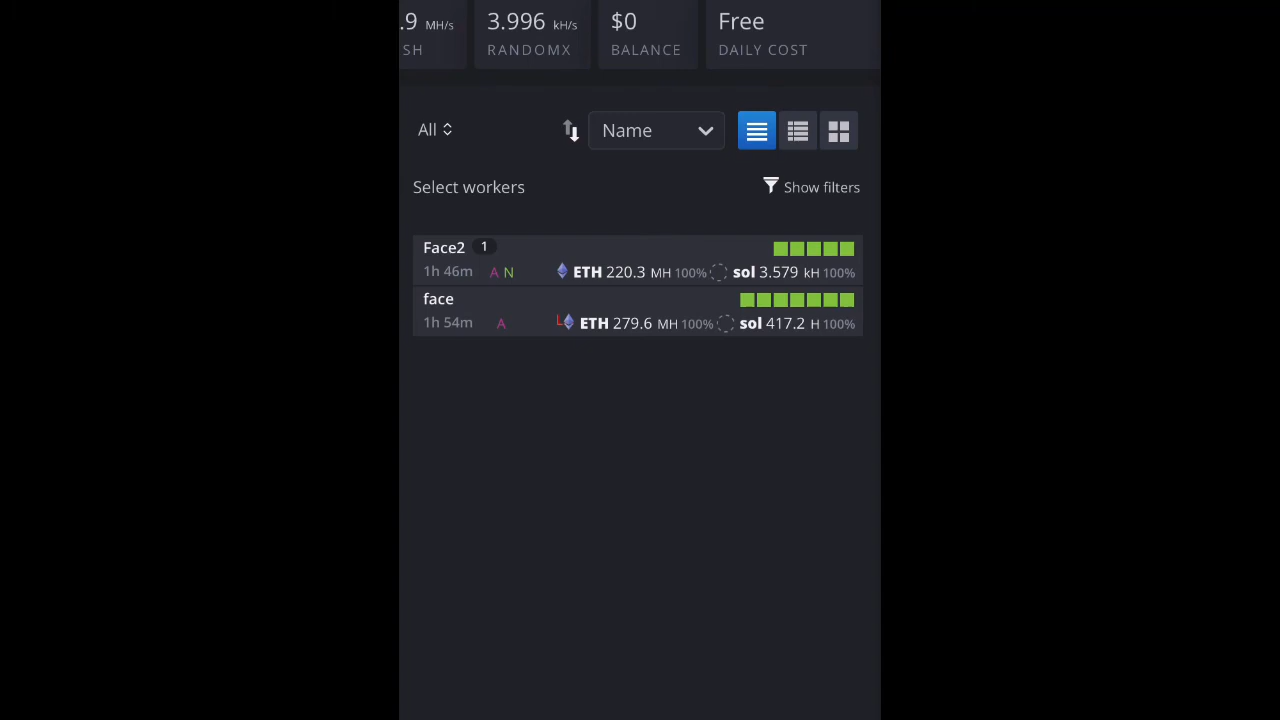 .9 MH/s 3.996 kH/s $0 Free
SH RANDOMX BALANCE DAILY COST
All Name
Select workers Show filters
Face2 1
1h 46m A N ETH 220.3 MH 100% sol 3.579 kH 100%
face
1h 54m A L ETH 279.6 MH 100% sol 417.2 H 100%